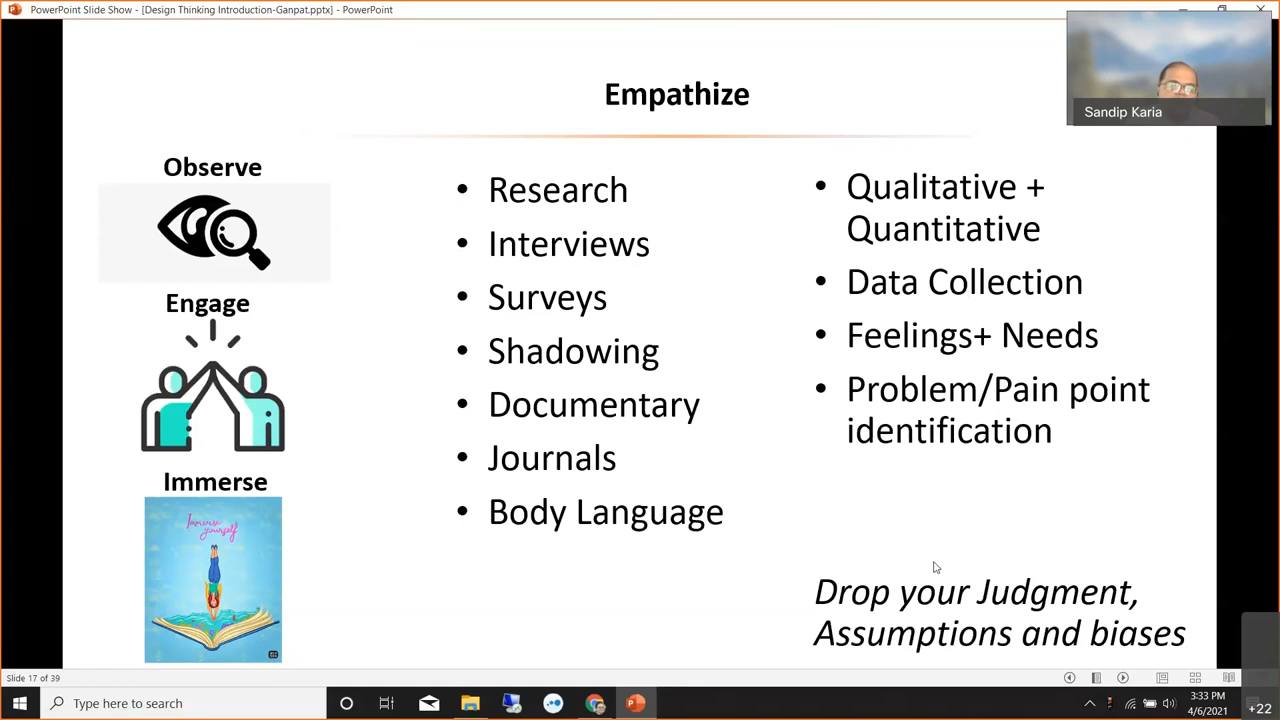 PowerPoint Slide Show - [Design Thinking Introduction-Ganpat.pptx] - PowerPoint
Sandip Karia
Empathize
Observe
Engage
Immerse
Immerse
yourself
• Research
• Interviews
• Surveys
• Shadowing
• Documentary
• Journals
• Body Language
• Qualitative +
Quantitative
• Data Collection
• Feelings+ Needs
• Problem/Pain point
identification
Drop your Judgment,
Assumptions and biases
Slide 17 of 39
Type here to search
3:33 PM
4/6/2021
+22